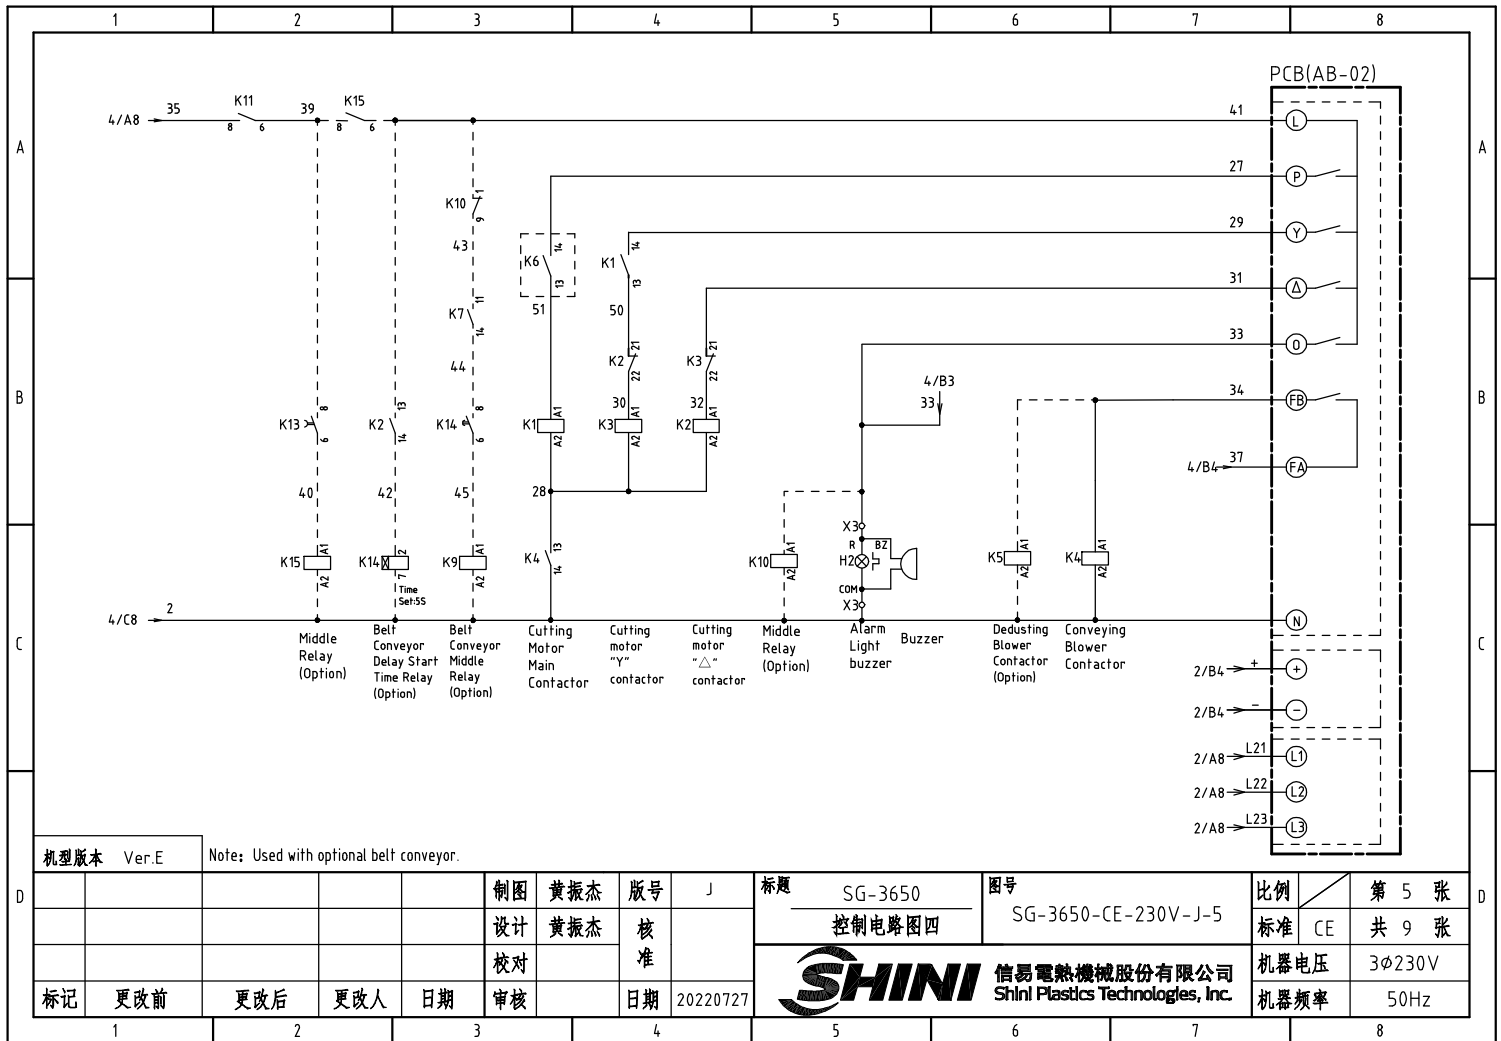 1 2 3 4 5 6 7 8
PCB(AB-02)
4/A8 35 K11 39 K15 41 L
8 6 8 6
A A
27 P
K10 1 9
29 Y
43 14 14
K6 K1
13 13
31 Δ
51 50
K7 11 14
33 O
K2 21 22 K3 21 22
44
4/B3
33
34 FB
B B
30 32
K13 8 6 K2 13 14 K14 8 6 K1 A1 A2 K3 A1 A2 K2 A1 A2
4/B4 37 FA
40 42 45 28
X3
R BZ
K15 A1 A2 K14 2 7 K9 A1 A2 K4 13 14 K10 A1 A2 H2 K5 A1 A2 K4 A1 A2
Time
Set:5S
COM
X3
4/C8 2 N
C C
Middle
Relay
(Option)
Belt
Conveyor
Delay Start
Time Relay
(Option)
Belt
Conveyor
Middle
Relay
(Option)
Cutting
Motor
Main
Contactor
Cutting
motor
"Y"
contactor
Cutting
motor
"△"
contactor
Middle
Relay
(Option)
Alarm
Light
buzzer
Buzzer
Dedusting
Blower
Contactor
(Option)
Conveying
Blower
Contactor
2/B4 + +
2/B4 − −
2/A8 L21 L1
2/A8 L22 L2
2/A8 L23 L3
机型版本 Ver.E
Note: Used with optional belt conveyor.
D D
制图 黄振杰 版号 J
设计 黄振杰 核准
校对
标记 更改前 更改后 更改人 日期 审核 日期 20220727
标题 SG-3650
控制电路图四
图号
SG-3650-CE-230V-J-5
比例 第 5 张
标准 CE 共 9 张
机器电压 3φ230V
机器频率 50Hz
SHINI
信易電熱機械股份有限公司
Shini Plastics Technologies, Inc.
1 2 3 4 5 6 7 8